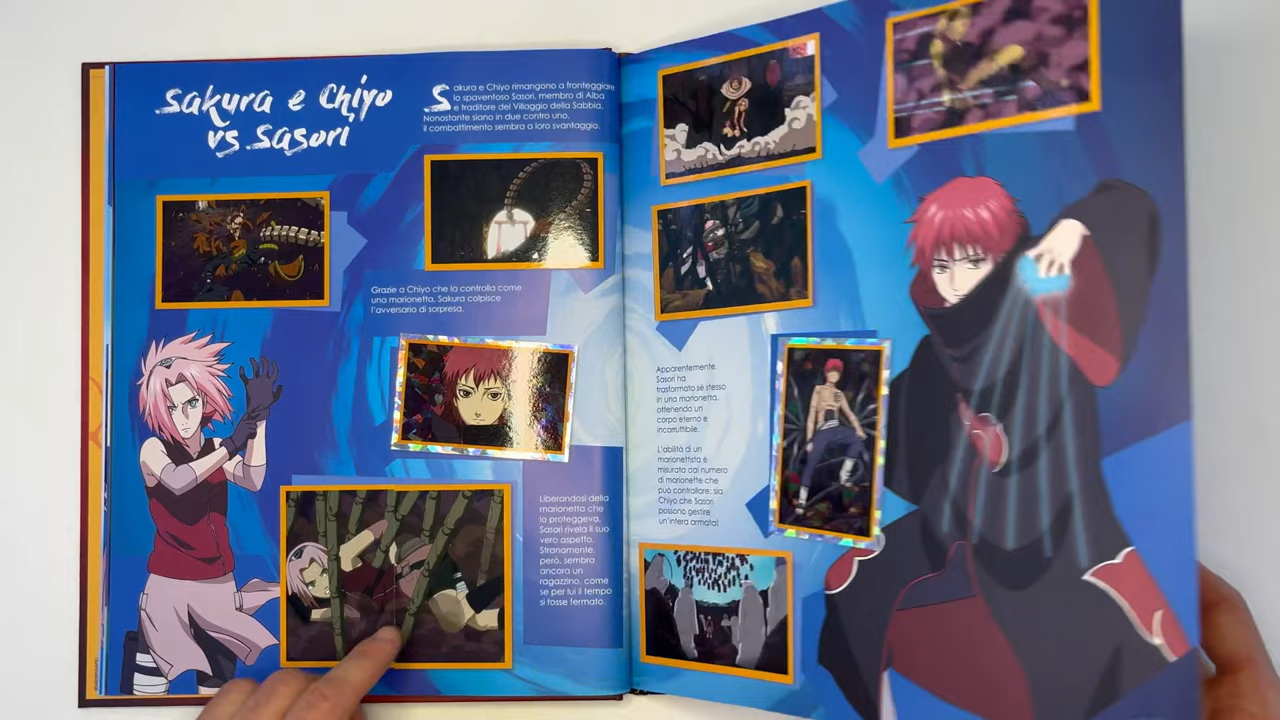 Sakura e Chiyo
vs Sasori
Sakura e Chiyo rimangono a fronteggiare
lo spaventoso Sasori, membro di Alba
e traditore del Villaggio della Sabbia.
Nonostante siano in due contro uno,
il combattimento sembra a loro svantaggio.
Grazie a Chiyo che la controlla come
una marionetta, Sakura colpisce
l'avversario di sorpresa.
Liberandosi della
marionetta che
lo proteggeva,
Sasori rivela il suo
vero aspetto.
Stranamente,
però, sembra
ancora un
ragazzino, come
se per lui il tempo
si fosse fermato.
Apparentemente,
Sasori ha
trasformato sé stesso
in una marionetta,
ottenendo un
corpo eterno e
incorruttibile.
L'abilità di un
marionettista è
misurata dal numero
di marionette che
può controllare: sia
Chiyo che Sasori
possono gestire
un'intera armata!